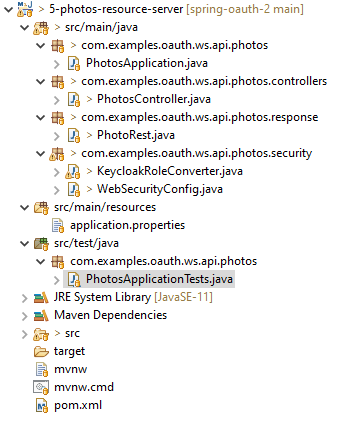 > 5-photos-resource-server [spring-oauth-2 main]
> src/main/java
> com.examples.oauth.ws.api.photos
> PhotosApplication.java
> com.examples.oauth.ws.api.photos.controllers
> PhotosController.java
> com.examples.oauth.ws.api.photos.response
> PhotoRest.java
> com.examples.oauth.ws.api.photos.security
> KeycloakRoleConverter.java
> WebSecurityConfig.java
src/main/resources
application.properties
src/test/java
com.examples.oauth.ws.api.photos
PhotosApplicationTests.java
JRE System Library [JavaSE-11]
Maven Dependencies
> src
target
mvnw
mvnw.cmd
pom.xml